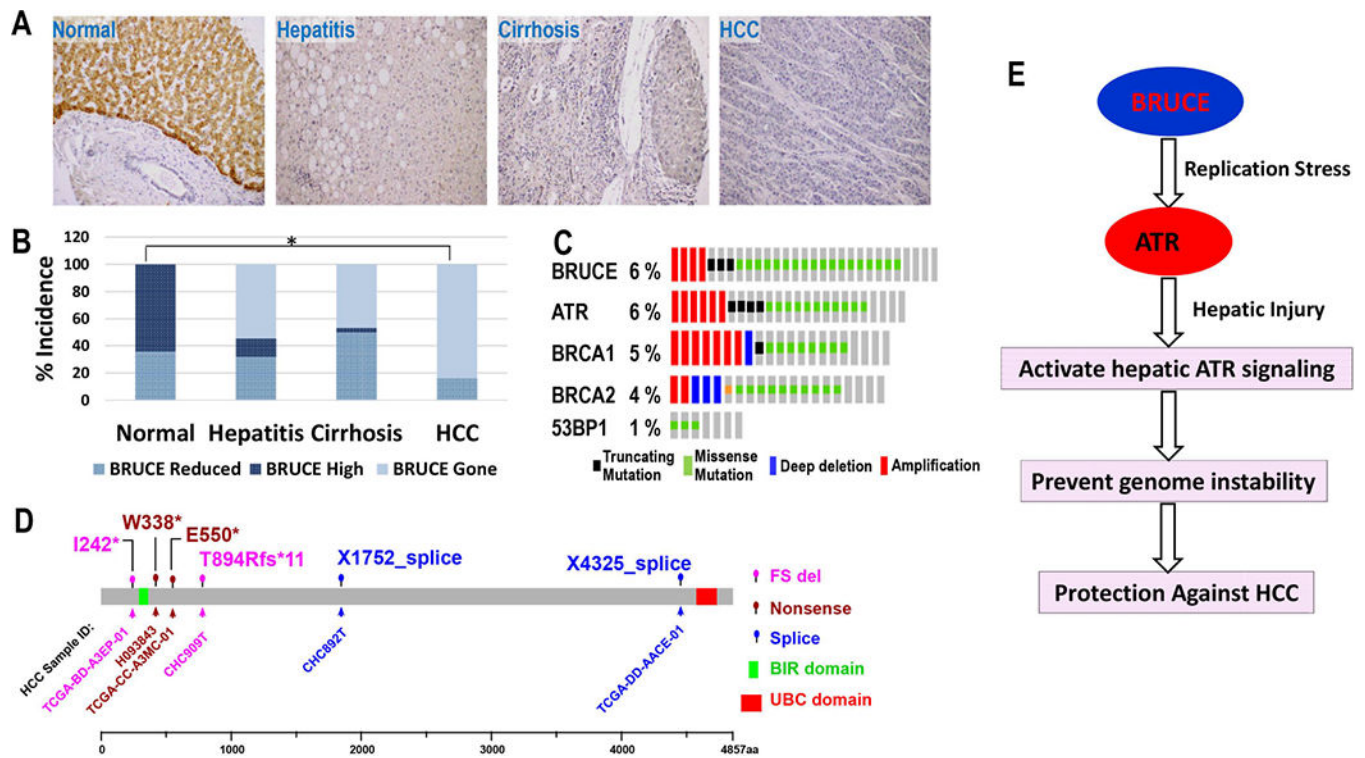 A
Normal
Hepatitis
Cirrhosis
HCC
B
% Incidence
120
100
80
60
40
20
0
*
Normal Hepatitis Cirrhosis HCC
BRUCE Reduced BRUCE High BRUCE Gone
C
BRUCE 6 %
ATR 6 %
BRCA1 5 %
BRCA2 4 %
53BP1 1 %
Truncating
Mutation
Missense
Mutation
Deep deletion
Amplification
D
I242*
W338*
E550*
T894Rfs*11
X1752_splice
X4325_splice
HCC Sample ID:
TCGA-BD-A3EP-01
H093843
TCGA-CC-A3MC-01
CHC909T
CHC892T
TCGA-DD-AACE-01
FS del
Nonsense
Splice
BIR domain
UBC domain
0 1000 2000 3000 4000 4857aa
E
BRUCE
Replication Stress
ATR
Hepatic Injury
Activate hepatic ATR signaling
Prevent genome instability
Protection Against HCC